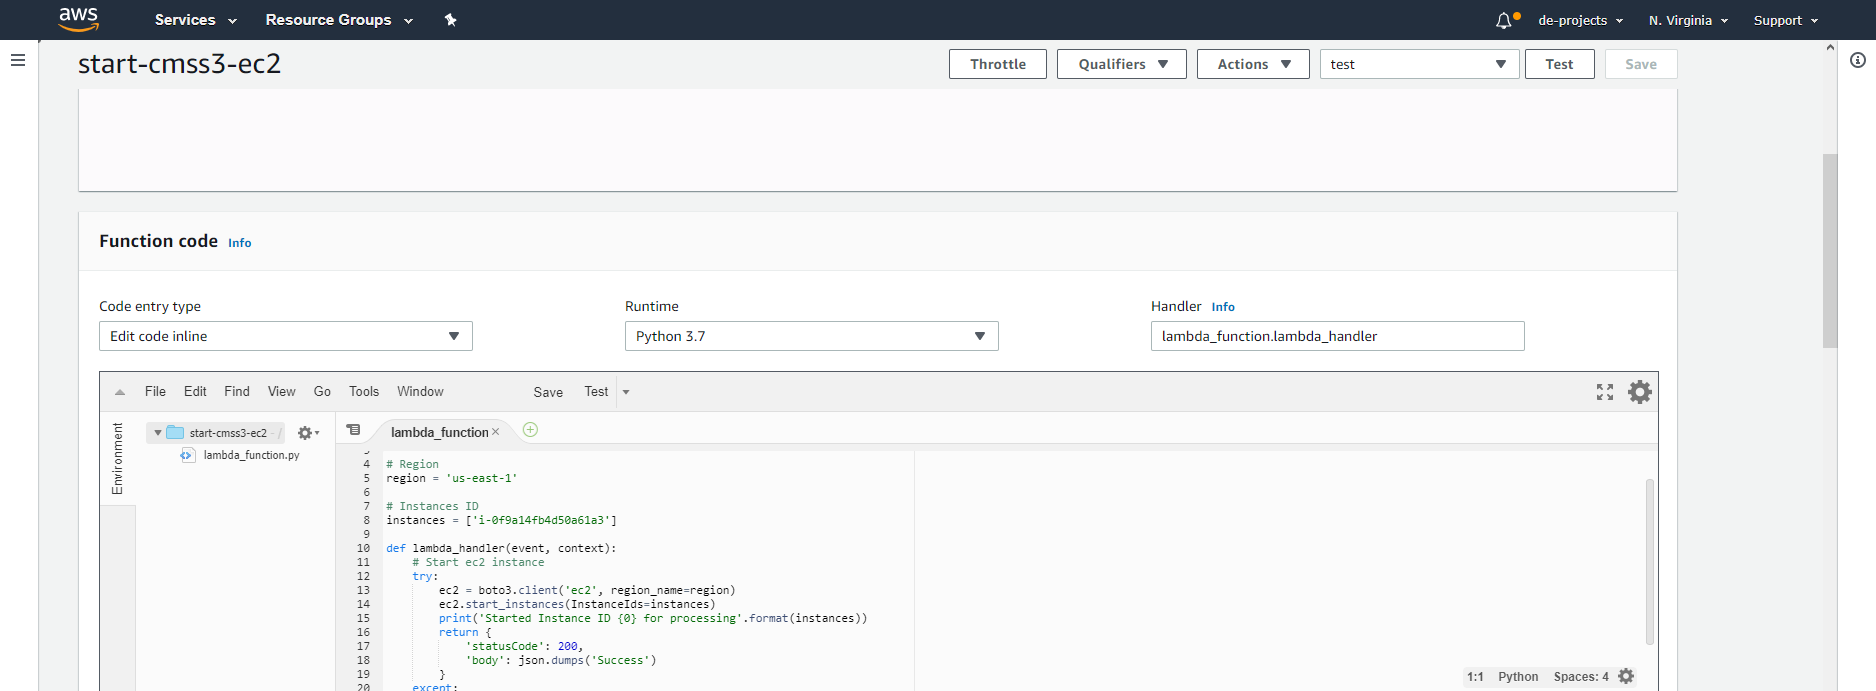 aws Services Resource Groups de-projects N. Virginia Support
start-cmss3-ec2 Throttle Qualifiers Actions test Test Save
Function code Info
Code entry type Runtime Handler Info
Edit code inline Python 3.7 lambda_function.lambda_handler
File Edit Find View Go Tools Window Save Test
Environment
start-cmss3-ec2 - /
lambda_function.py
lambda_function
4 # Region
5 region = 'us-east-1'
6
7 # Instances ID
8 instances = ['i-0f9a14fb4d50a61a3']
9
10 def lambda_handler(event, context):
11 # Start ec2 instance
12 try:
13 ec2 = boto3.client('ec2', region_name=region)
14 ec2.start_instances(InstanceIds=instances)
15 print('Started Instance ID {0} for processing'.format(instances))
16 return {
17 'statusCode': 200,
18 'body': json.dumps('Success')
19 }
20 except:
1:1 Python Spaces: 4